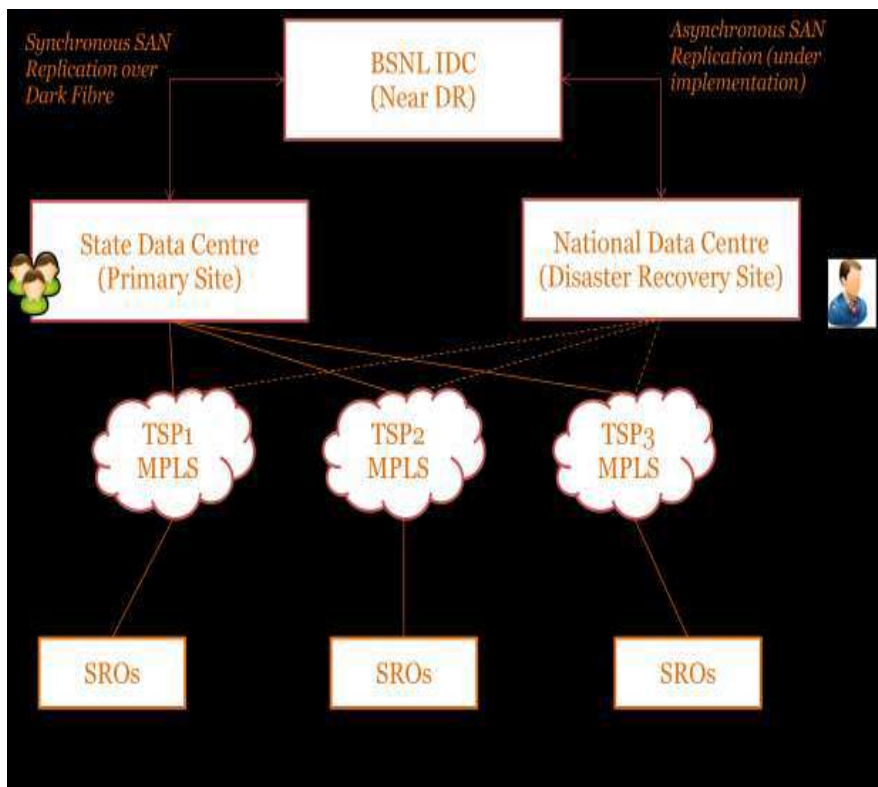 Synchronous SAN
Replication over
Dark Fibre
BSNL IDC
(Near DR)
Asynchronous SAN
Replication (under
implementation)
State Data Centre
(Primary Site)
National Data Centre
(Disaster Recovery Site)
TSP1
MPLS
TSP2
MPLS
TSP3
MPLS
SROs
SROs
SROs